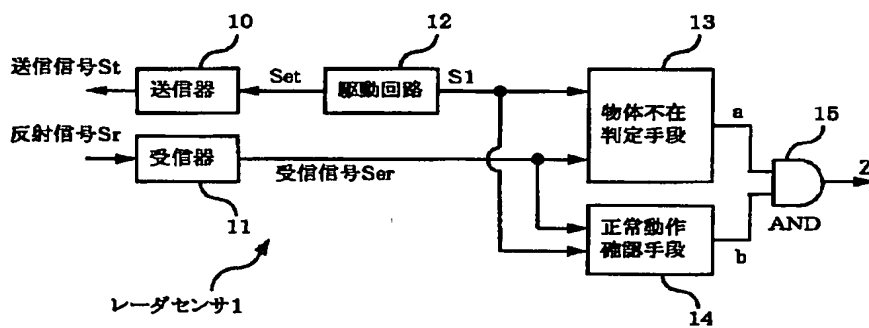 10
12
13
送信信号St
送信器
Set
駆動回路
S1
物体不在
判定手段
a
15
反射信号Sr
受信器
受信信号Ser
Z
AND
11
正常動作
確認手段
b
レーダセンサ1
14